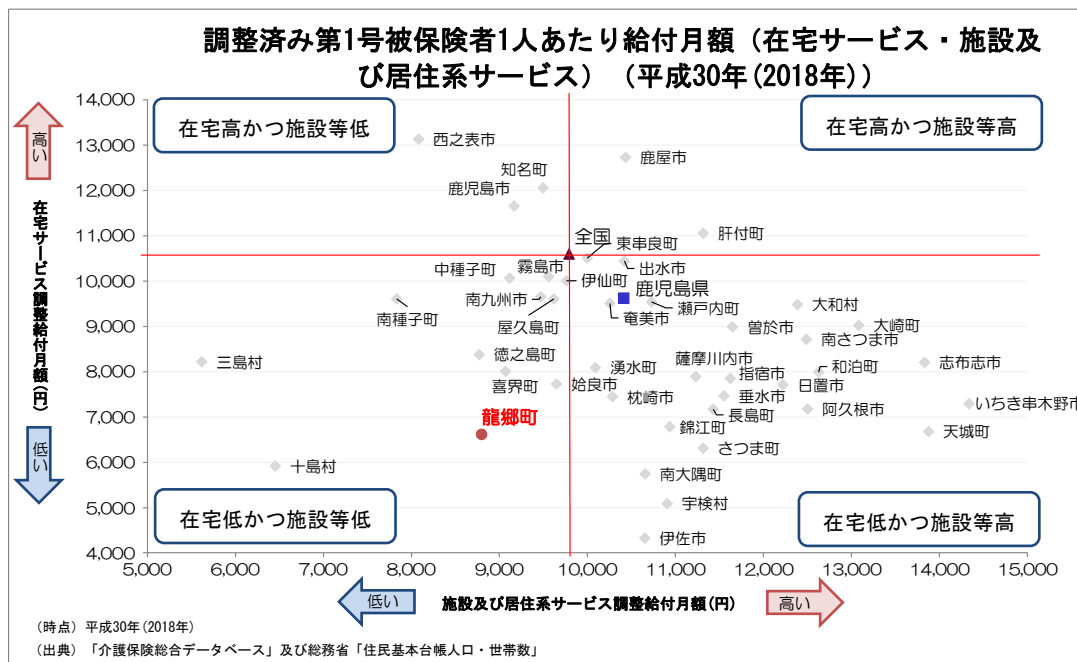 調整済み第1号被保険者1人あたり給付月額（在宅サービス・施設及
び居住系サービス）（平成30年(2018年)）
高い
在宅サービス調整給付月額(円)
低い
14,000
13,000
12,000
11,000
10,000
9,000
8,000
7,000
6,000
5,000
4,000
在宅高かつ施設等低
在宅高かつ施設等高
西之表市
鹿屋市
知名町
鹿児島市
肝付町
全国
東串良町
中種子町
霧島市
伊仙町
出水市
鹿児島県
南種子町
南九州市
屋久島町
奄美市
瀬戸内町
大和村
曽於市
大崎町
南さつま市
三島村
徳之島町
喜界町
湧水町
薩摩川内市
指宿市
和泊町
志布志市
姶良市
日置市
枕崎市
垂水市
長島町
阿久根市
いちき串木野市
龍郷町
錦江町
天城町
さつま町
十島村
南大隅町
宇検村
伊佐市
在宅低かつ施設等低
在宅低かつ施設等高
5,000
6,000
7,000
8,000
9,000
10,000
11,000
12,000
13,000
14,000
15,000
低い
施設及び居住系サービス調整給付月額(円)
高い
（時点）平成30年(2018年)
（出典）「介護保険総合データベース」及び総務省「住民基本台帳人口・世帯数」